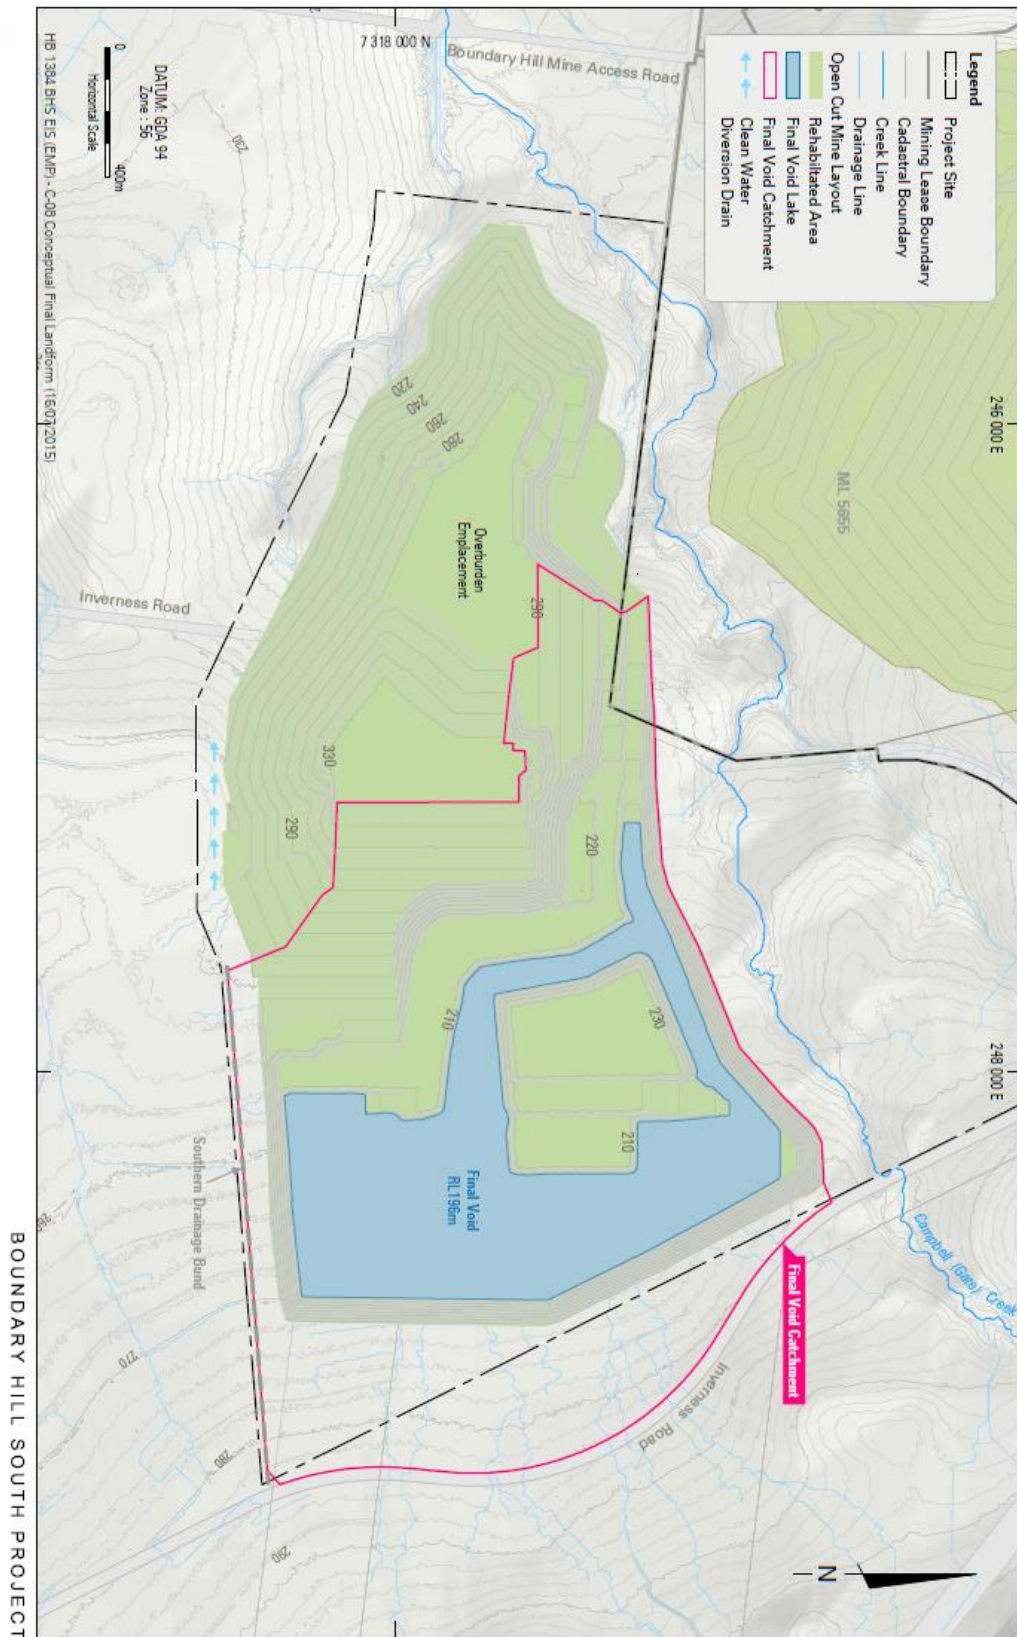 Legend
Project Site
Mining Lease Boundary
Cadastral Boundary
Creek Line
Drainage Line
Open Cut Mine Layout
Rehabilitated Area
Final Void Lake
Final Void Catchment
Clean Water
Diversion Drain
7 318 000 N
Boundary Hill Mine Access Road
246 000 E
248 000 E
ML 5655
N
Campbell (Gate) Creek
Final Void Catchment
Inverness Road
Final Void
RL196m
230
210
210
220
290
330
290
Overburden
Emplacement
220
240
260
280
Inverness Road
Southern Drainage Bund
270
280
290
260
230
DATUM: GDA 94
Zone : 56
0
400m
Horizontal Scale
HB 1384 BHS EIS (EMP) - C-08 Conceptual Final Landform (16/07/2015)
BOUNDARY HILL SOUTH PROJECT